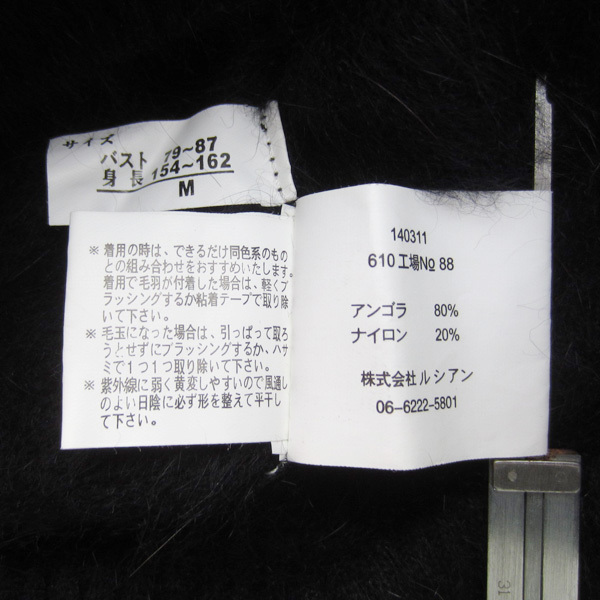 サイズ
バスト 79~87
身長 154~162
M
※ 着用の時は、できるだけ同色系のもの
との組み合わせをおすすめいたします。
着用で毛羽が付着した場合は、軽くブ
ラッシングするか粘着テープで取り除
いて下さい。
※ 毛玉になった場合は、引っぱって取ろ
うとせずにブラッシングするか、ハサ
ミで1つ1つ取り除いて下さい。
※ 紫外線に弱く黄変しやすいので風通し
のよい日陰に必ず形を整えて平干し
て下さい。
140311
610工場№ 88
アンゴラ 80%
ナイロン 20%
株式会社ルシアン
06-6222-5801
31